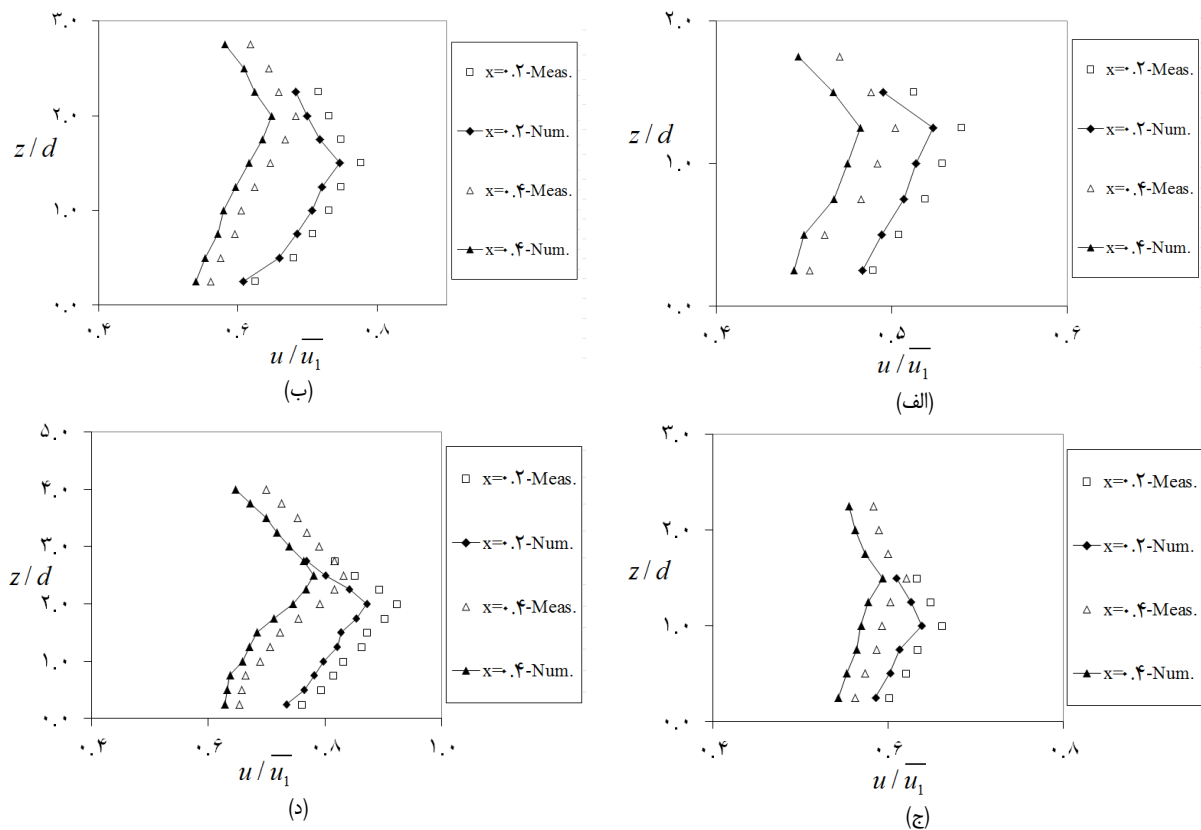 ۳.۰
۲.۰
۱.۰
۰.۰
z / d
۰.۴
۰.۶
۰.۸
u / u₁
(ب)
x=۰.۲-Meas.
x=۰.۲-Num.
x=۰.۴-Meas.
x=۰.۴-Num.
۲.۰
۱.۰
۰.۰
z / d
۰.۴
۰.۵
۰.۶
u / u₁
(الف)
x=۰.۲-Meas.
x=۰.۲-Num.
x=۰.۴-Meas.
x=۰.۴-Num.
۵.۰
۴.۰
۳.۰
۲.۰
۱.۰
۰.۰
z / d
۰.۴
۰.۶
۰.۸
۱.۰
u / u₁
(د)
x=۰.۲-Meas.
x=۰.۲-Num.
x=۰.۴-Meas.
x=۰.۴-Num.
۳.۰
۲.۰
۱.۰
۰.۰
z / d
۰.۴
۰.۶
۰.۸
u / u₁
(ج)
x=۰.۲-Meas.
x=۰.۲-Num.
x=۰.۴-Meas.
x=۰.۴-Num.